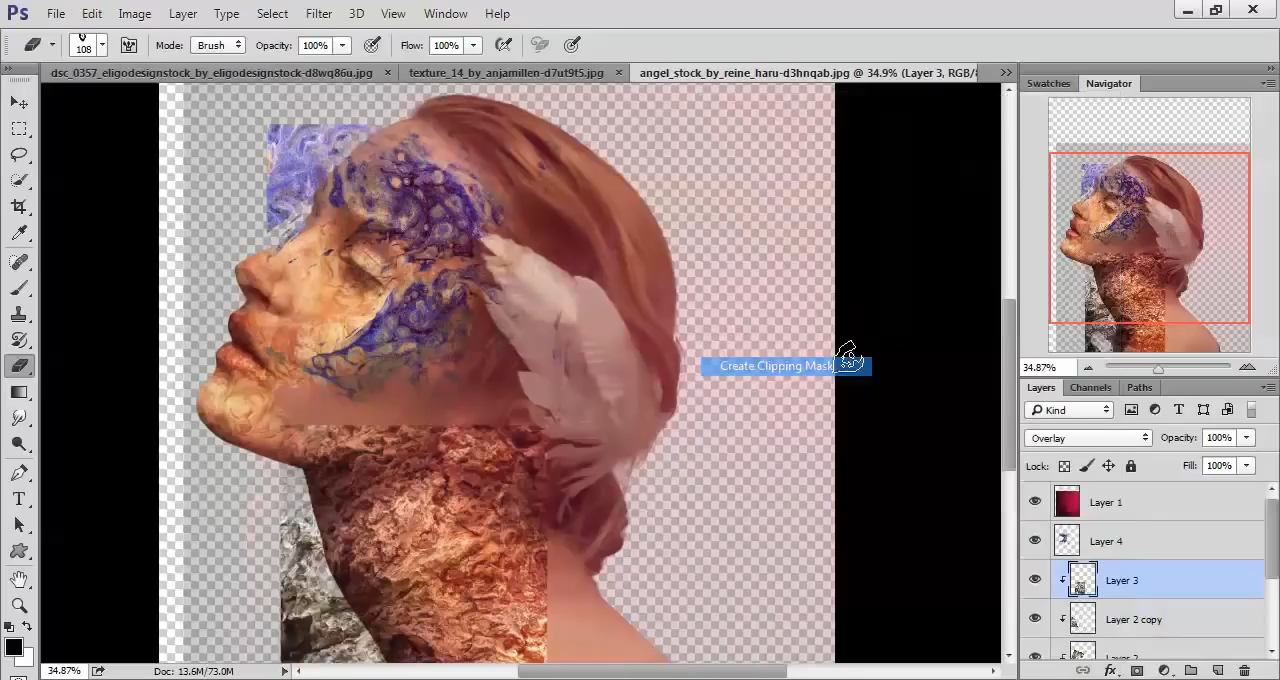 Ps File Edit Image Layer Type Select Filter 3D View Window Help
108 Mode: Brush Opacity: 100% Flow: 100%
dsc_0357_eligodesignstock_by_eligodesignstock-d8wq86u.jpg × texture_14_by_anjamillen-d7ut9t5.jpg × angel_stock_by_reine_haru-d3hnqab.jpg @ 34.9% (Layer 3, RGB/
Swatches Navigator
Create Clipping Mask
34.87%
Layers Channels Paths
Kind
Overlay Opacity: 100%
Lock: Fill: 100%
Layer 1
Layer 4
Layer 3
Layer 2 copy
Layer 2
34.87% Doc: 13.6M/73.0M